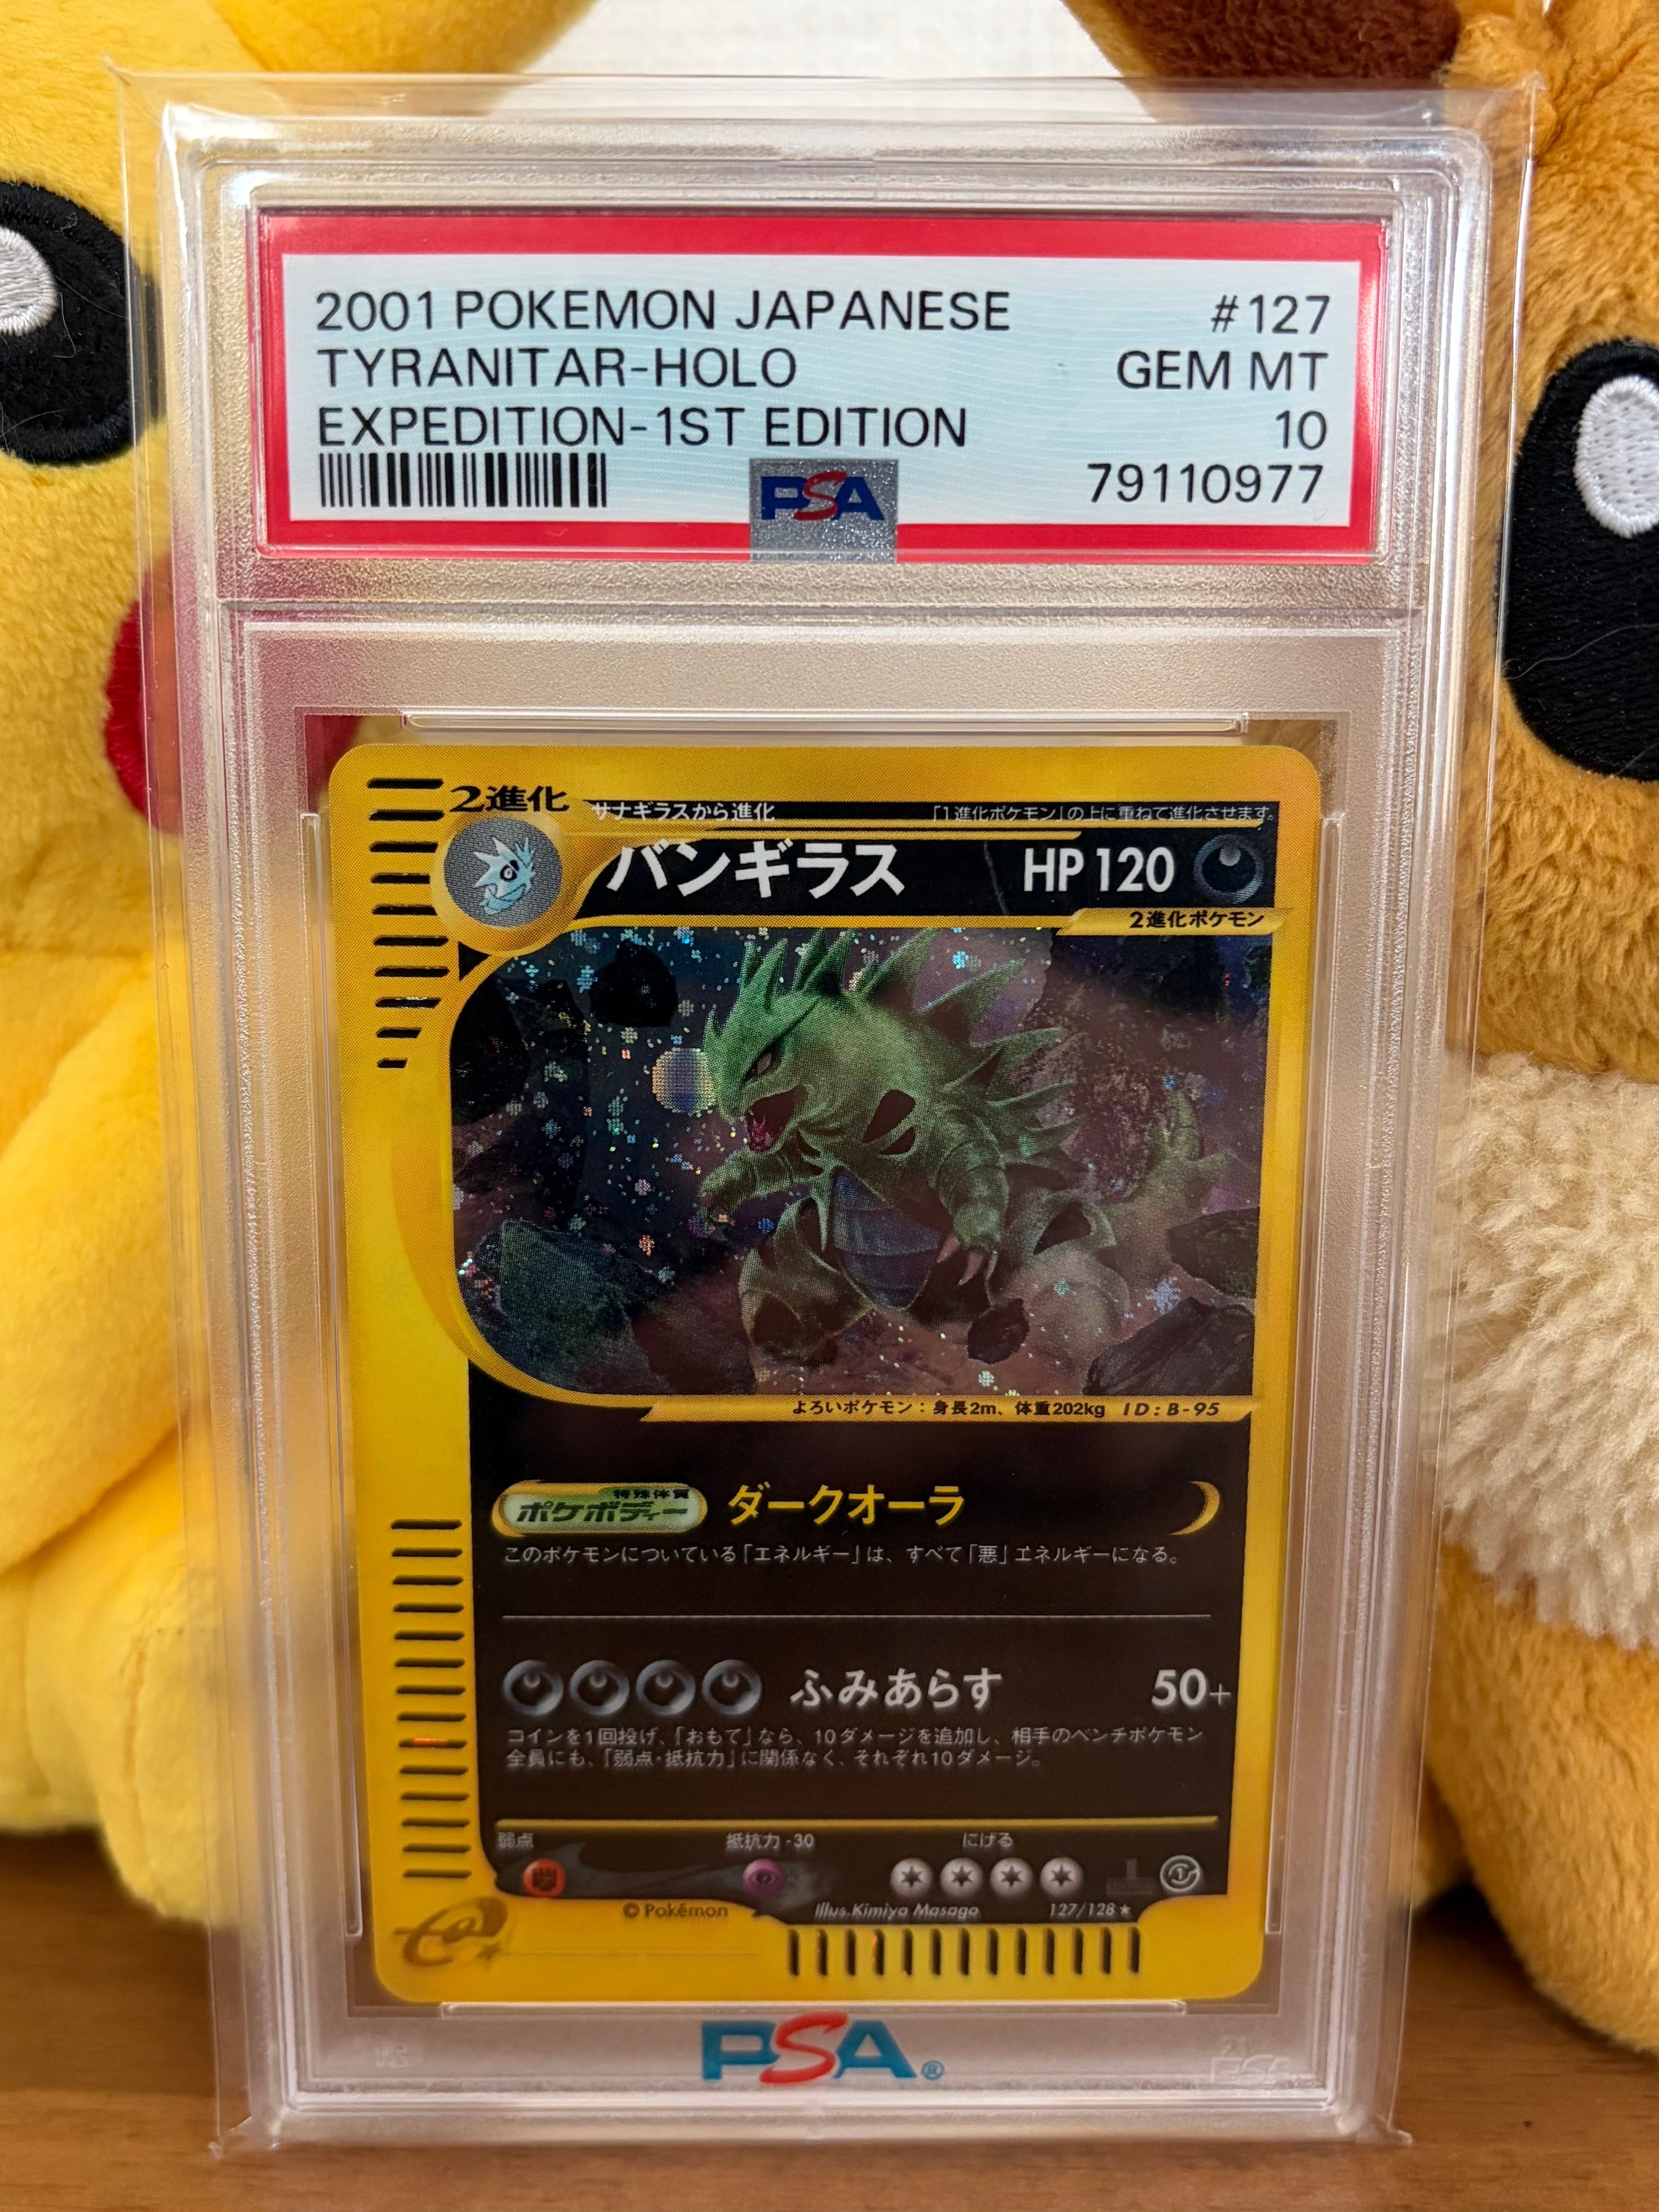 2001 POKEMON JAPANESE #127
TYRANITAR-HOLO GEM MT
EXPEDITION-1ST EDITION 10
PSA 79110977
2進化 サナギラスから進化 「1進化ポケモン」の上に重ねて進化させます。
バンギラス HP 120
2進化ポケモン
よろいポケモン：身長2m、体重202kg ID：B-95
特殊体質
ポケボディー ダークオーラ
このポケモンについている「エネルギー」は、すべて「悪」エネルギーになる。
ふみあらす 50+
コインを1回投げ、「おもて」なら、10ダメージを追加し、相手のベンチポケモン
全員にも、「弱点・抵抗力」に関係なく、それぞれ10ダメージ。
弱点 抵抗力 -30 にげる
© Pokémon Illus.Kimiya Masago 127/128 ★
PSA®